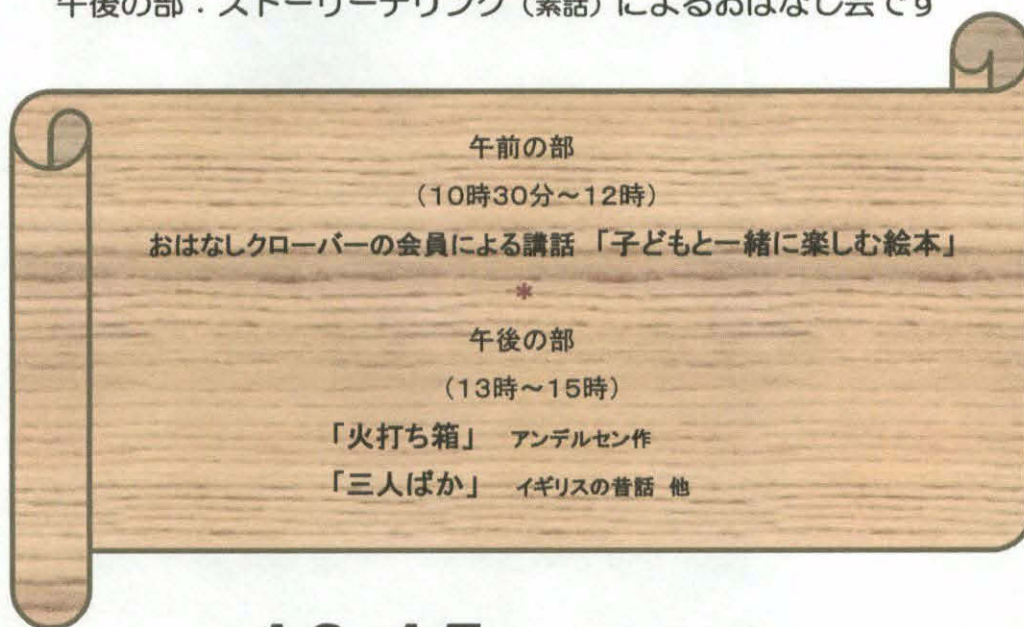 午後の部：ストーリーテリング（素話）によるおはなし会です
午前の部
（10時30分～12時）
おはなしクローバーの会員による講話 「子どもと一緒に楽しむ絵本」
*
午後の部
（13時～15時）
「火打ち箱」 アンデルセン作
「三人ばか」 イギリスの昔話 他